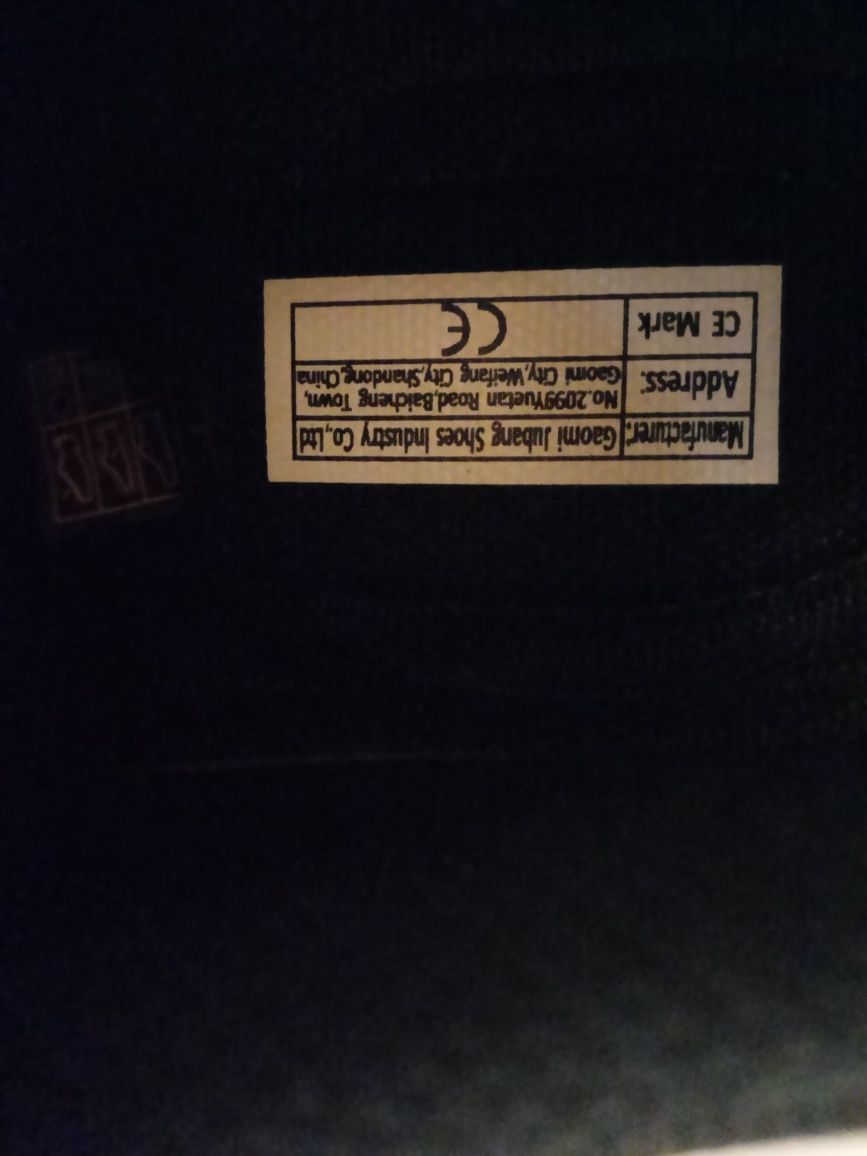 Manufacturer: Gaomi Jubang Shoes Industry Co.,Ltd
Address: No.2099Yuetan Road,Baicheng Town,
Gaomi City,Weifang City,Shandong,China
CE Mark CE